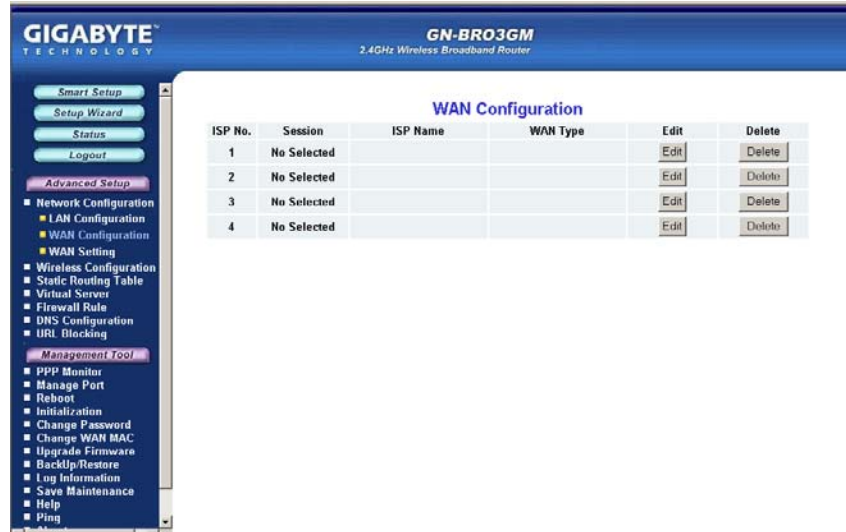 GIGABYTE™
TECHNOLOGY
GN-BR03GM
2.4GHz Wireless Broadband Router
Smart Setup
Setup Wizard
Status
Logout
Advanced Setup
Network Configuration
LAN Configuration
WAN Configuration
WAN Setting
Wireless Configuration
Static Routing Table
Virtual Server
Firewall Rule
DNS Configuration
URL Blocking
Management Tool
PPP Monitor
Manage Port
Reboot
Initialization
Change Password
Change WAN MAC
Upgrade Firmware
BackUp/Restore
Log Information
Save Maintenance
Help
Ping
WAN Configuration
ISP No. Session ISP Name WAN Type Edit Delete
1 No Selected Edit Delete
2 No Selected Edit Delete
3 No Selected Edit Delete
4 No Selected Edit Delete